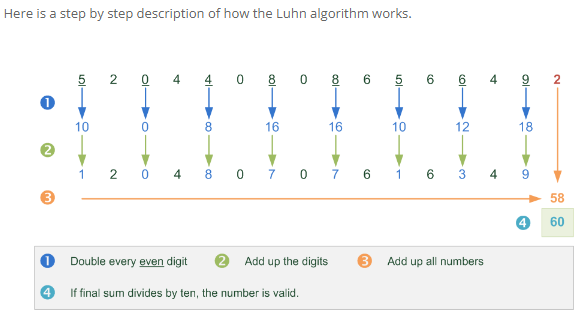 Here is a step by step description of how the Luhn algorithm works.
5 2 0 4 4 0 8 0 8 6 5 6 6 4 9 2
1
10 0 8 16 16 10 12 18
2
1 2 0 4 8 0 7 0 7 6 1 6 3 4 9
3 58
4 60
1 Double every even digit 2 Add up the digits 3 Add up all numbers
4 If final sum divides by ten, the number is valid.